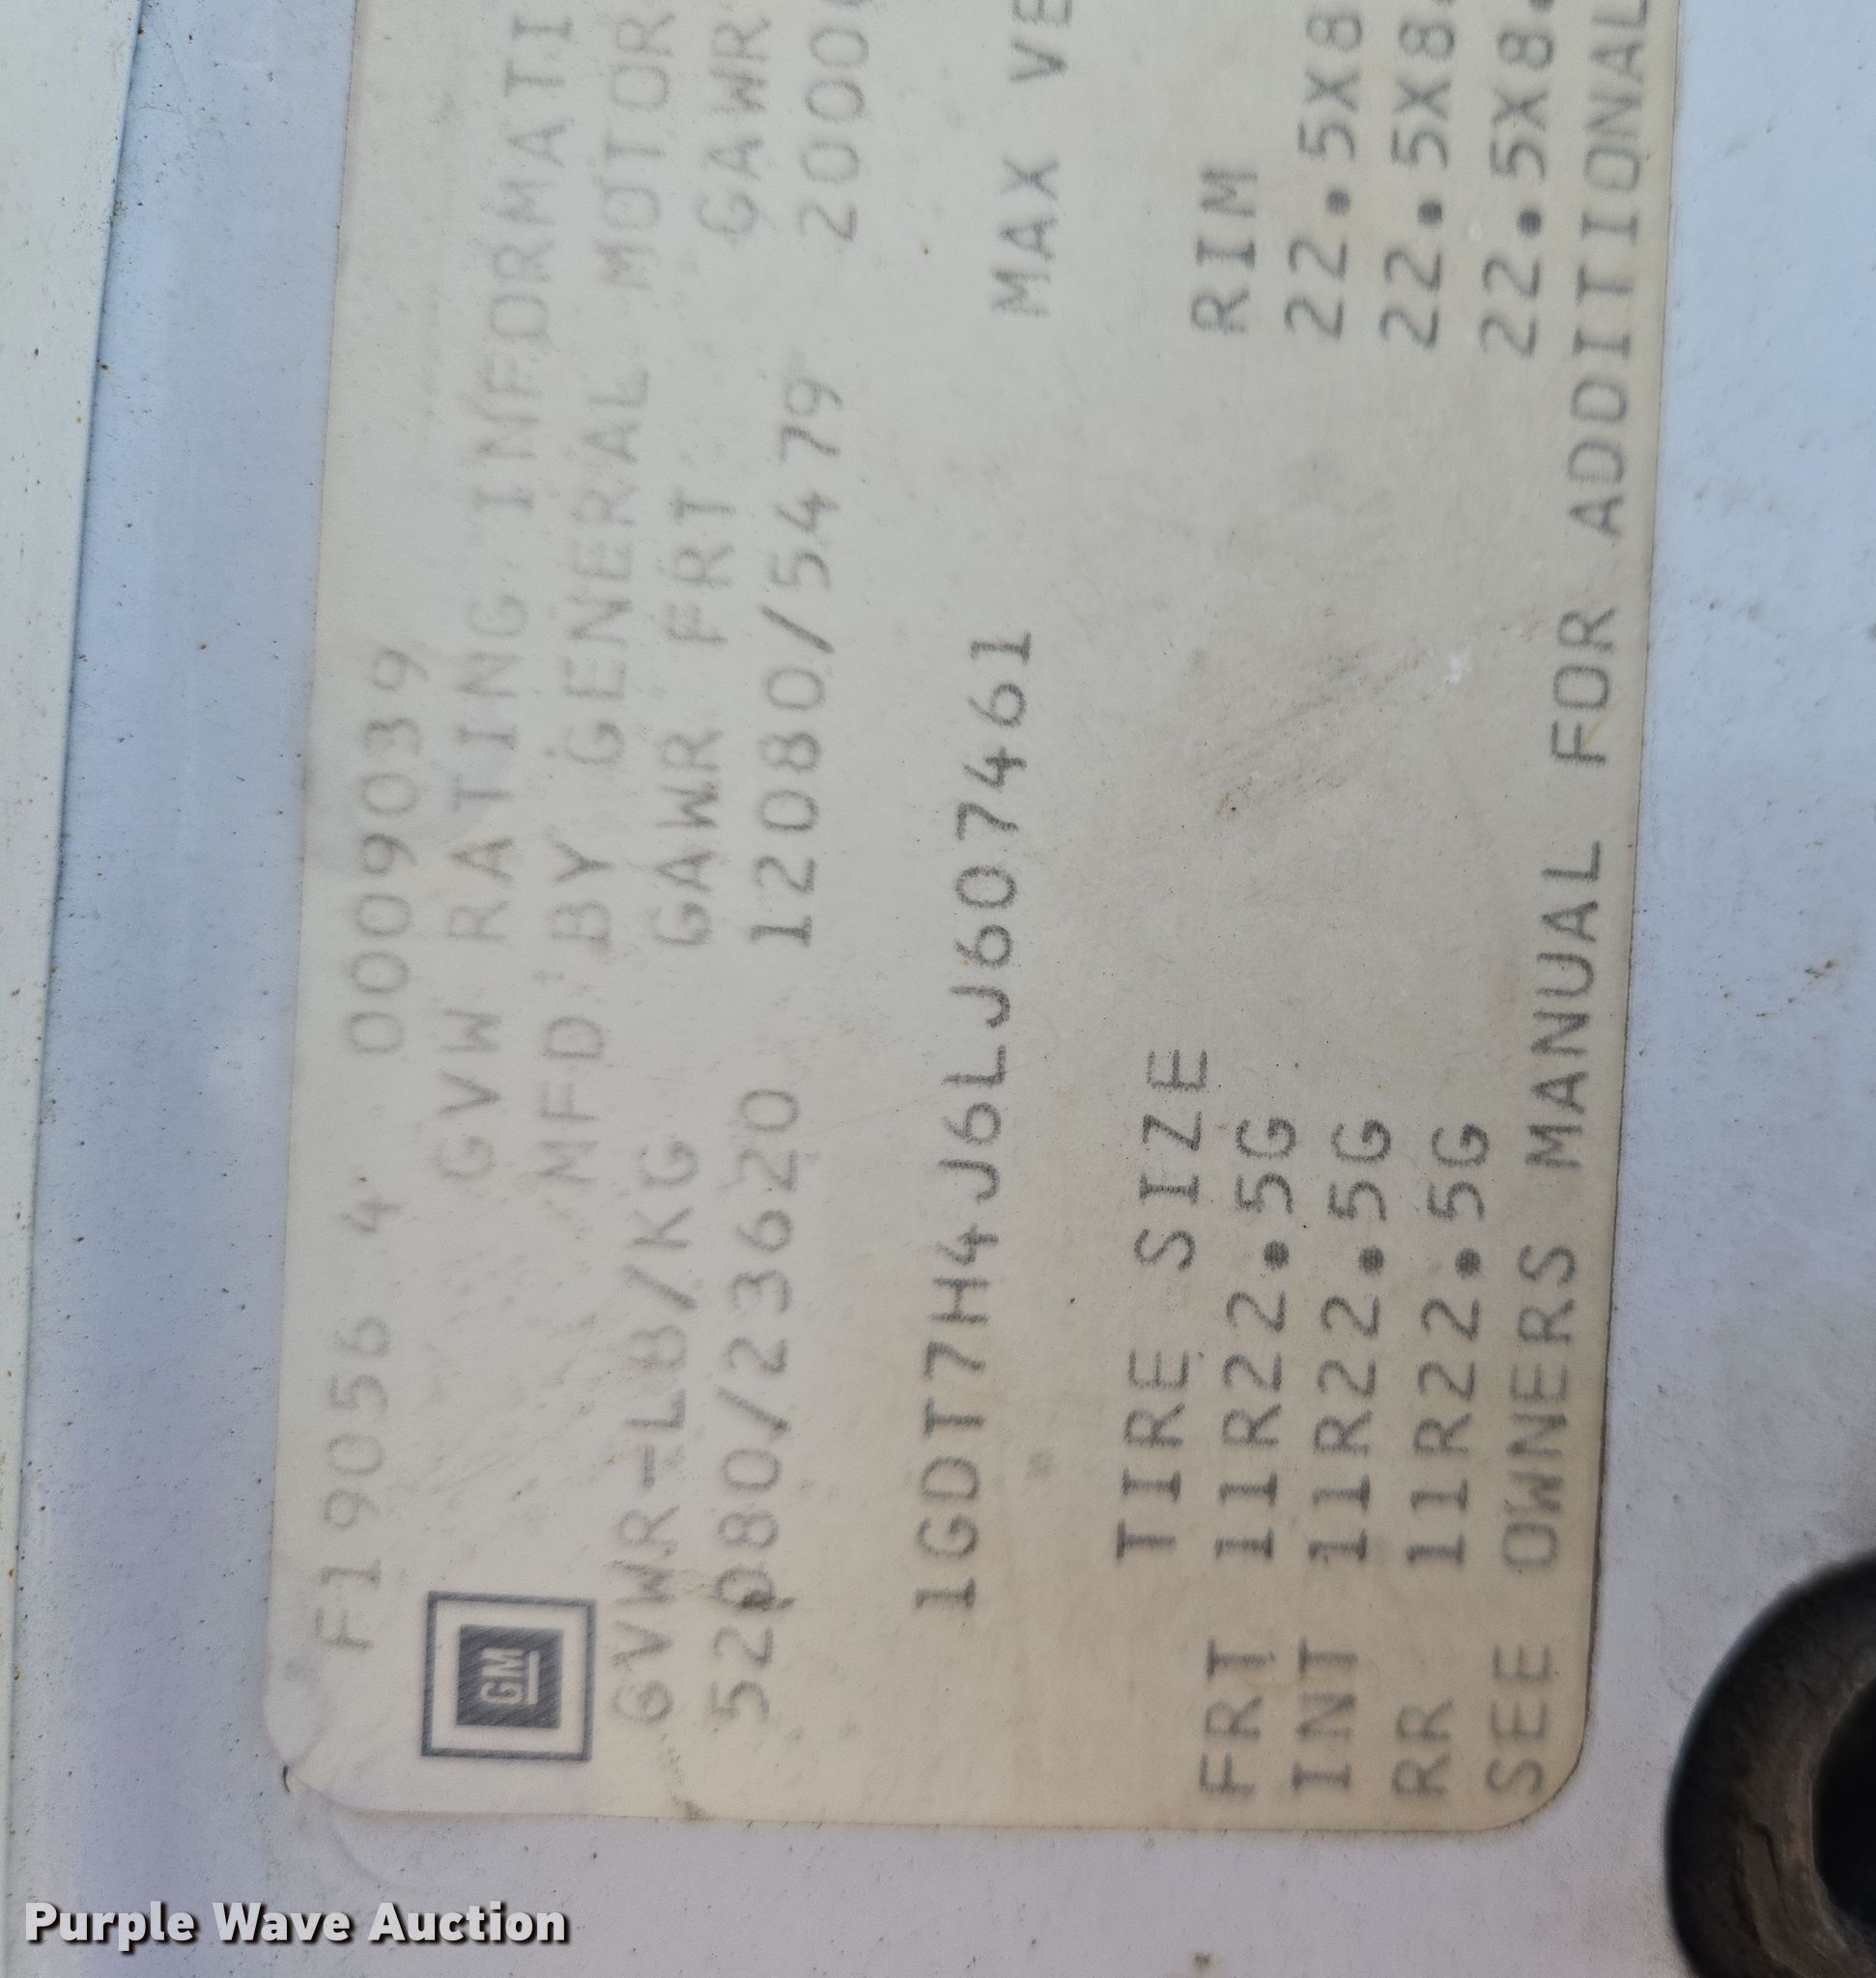 F19056 4 0009039
GVW RATING INFORMATI
MFD BY GENERAL MOTOR
GM
GVWR-LB/KG GAWR FRT GAWR
52080/23620 12080/5479 2000
1GDT7H4J6LJ607461 MAX VE
TIRE SIZE RIM
FRT 11R22.5G 22.5X8
INT 11R22.5G 22.5X8.
RR 11R22.5G 22.5X8.
SEE OWNERS MANUAL FOR ADDITIONAL
Purple Wave Auction